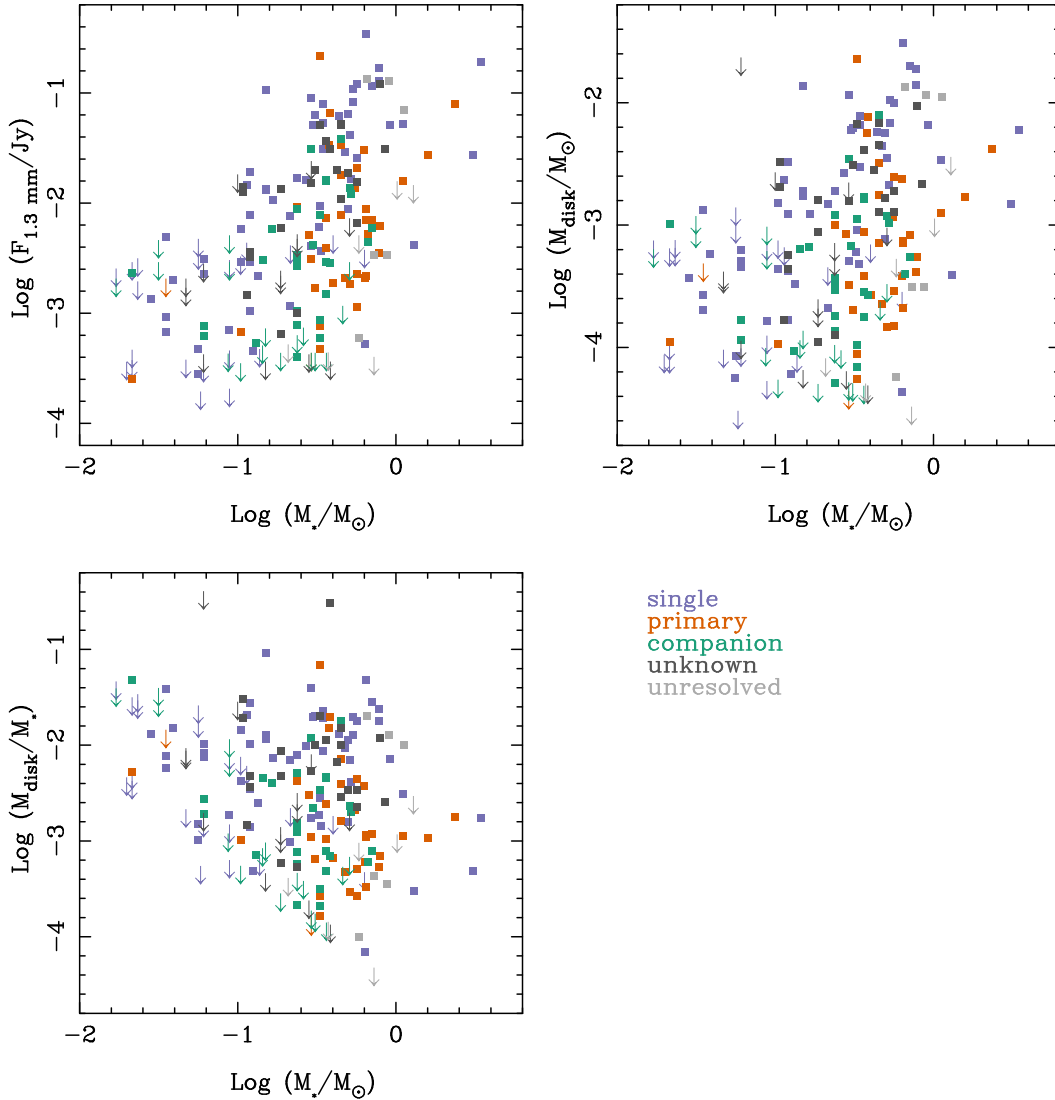 Log (F1.3 mm/Jy)
−1
−2
−3
−4
−2 −1 0
Log (M*/M⊙)
Log (Mdisk/M⊙)
−2
−3
−4
−2 −1 0
Log (M*/M⊙)
Log (Mdisk/M*)
−1
−2
−3
−4
−2 −1 0
Log (M*/M⊙)
single
primary
companion
unknown
unresolved